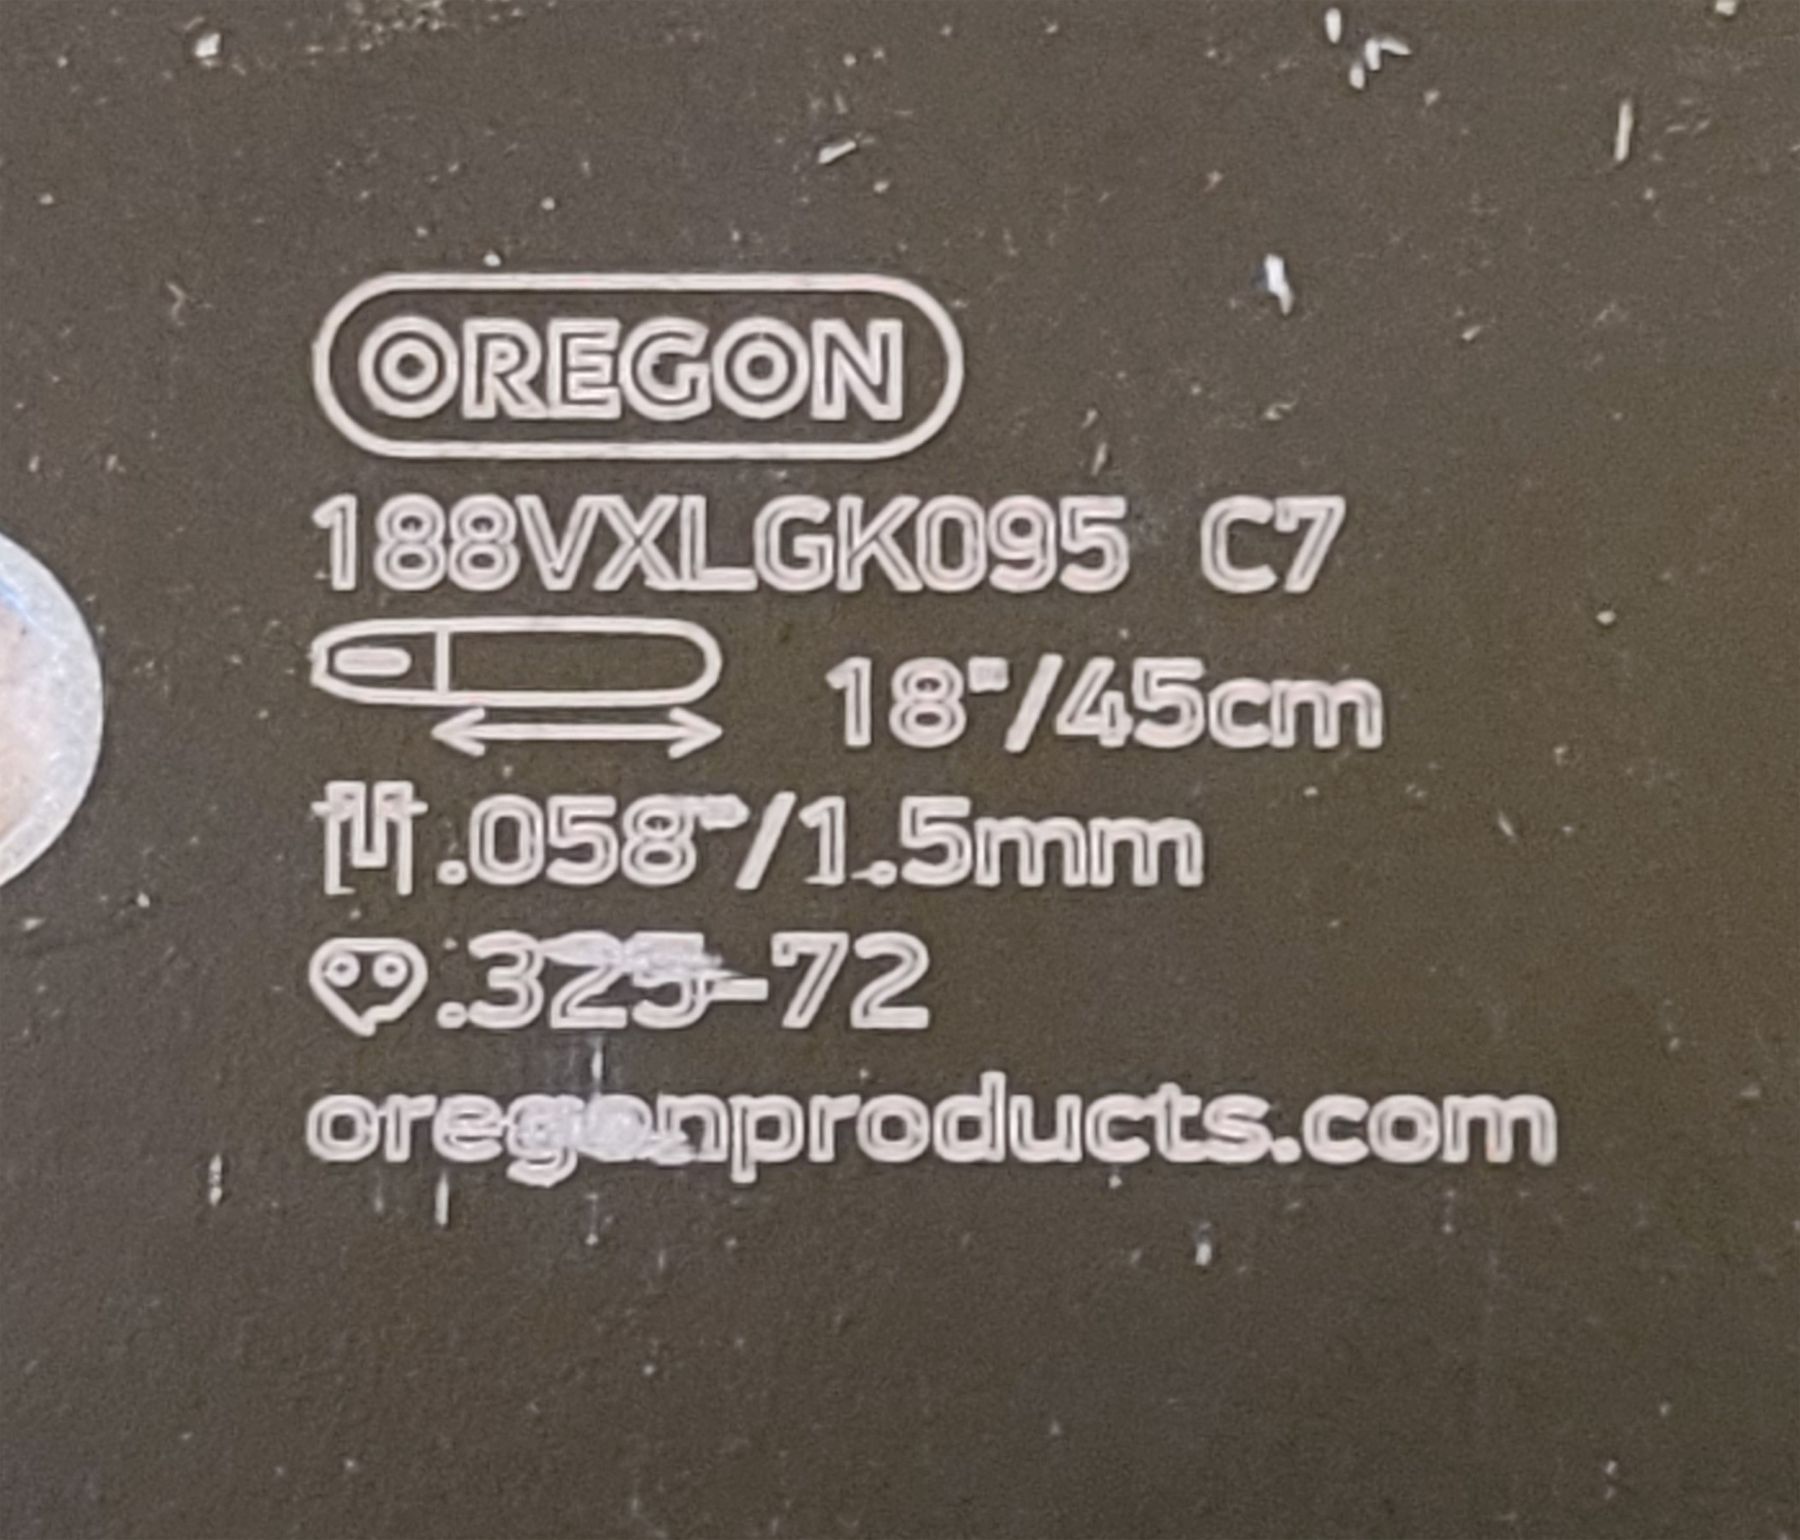 OREGON
188VXLGK095 C7
18"/45cm
.058"/1.5mm
.325-72
oregonproducts.com